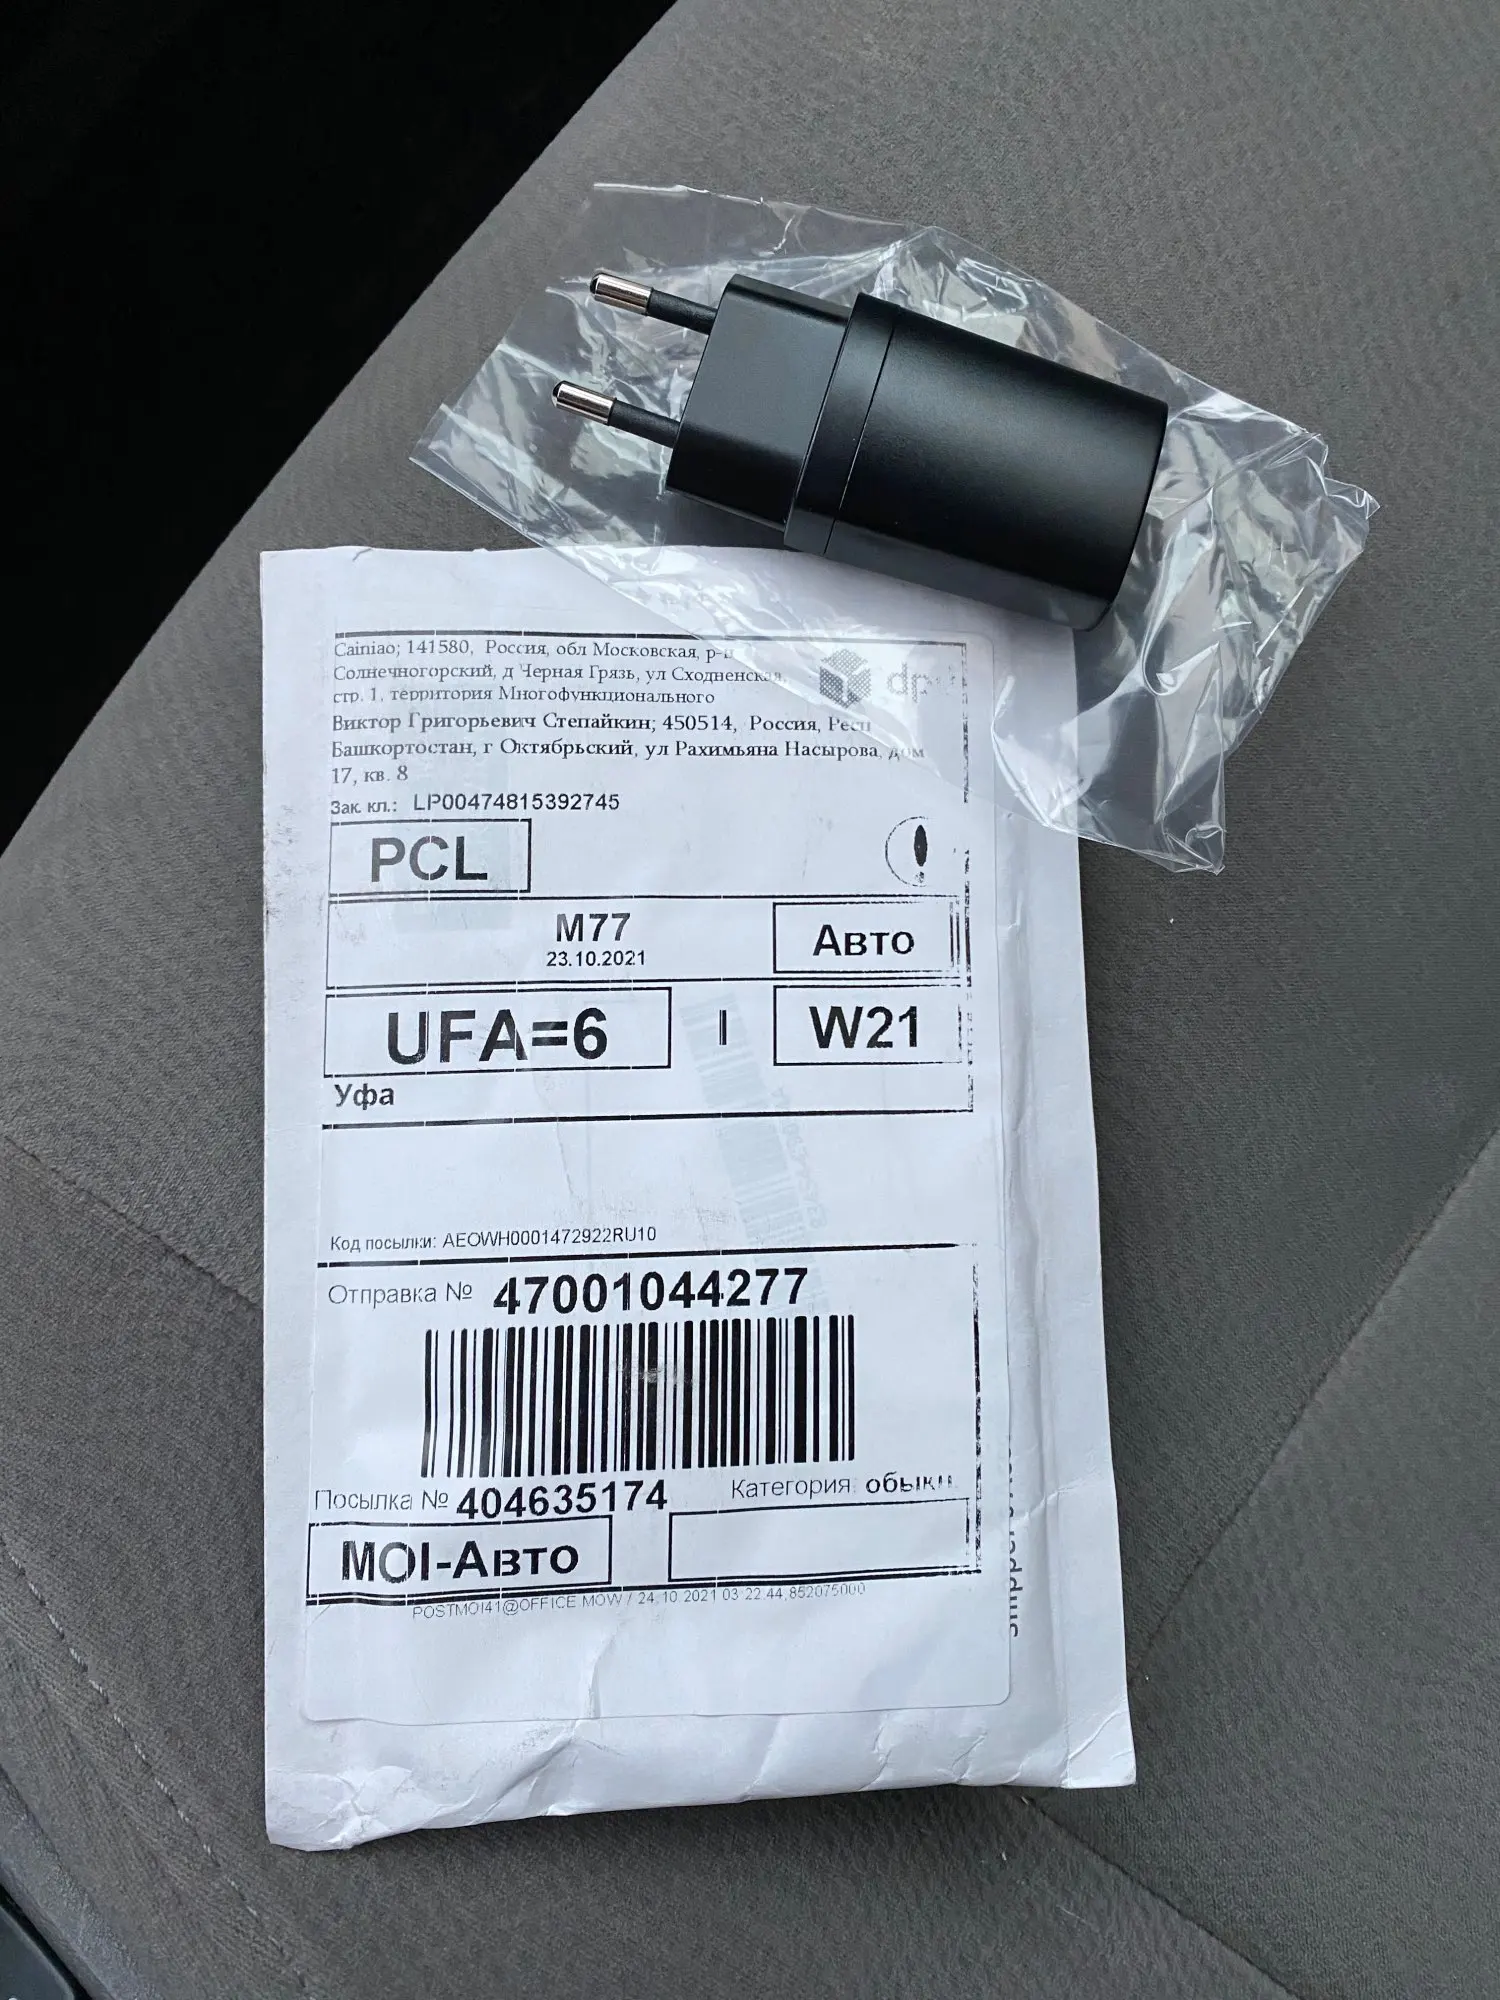 Cainiao; 141580, Россия, обл Московская, р-н
Солнечногорский, д Черная Грязь, ул Сходненская,
стр. 1, территория Многофункционального
dp
Виктор Григорьевич Степайкин; 450514, Россия, Респ
Башкортостан, г Октябрьский, ул Рахимьяна Насырова, дом
17, кв. 8
Зак. кл.: LP00474815392745
PCL
M77
23.10.2021
Авто
UFA=6
I
W21
Уфа
Код посылки: AEOWH0001472922RU10
Отправка № 47001044277
Посылка № 404635174
Категория: обыкн.
MOI-Авто
POSTMOI41@OFFICE MOW / 24.10.2021 03:22:44,852075000